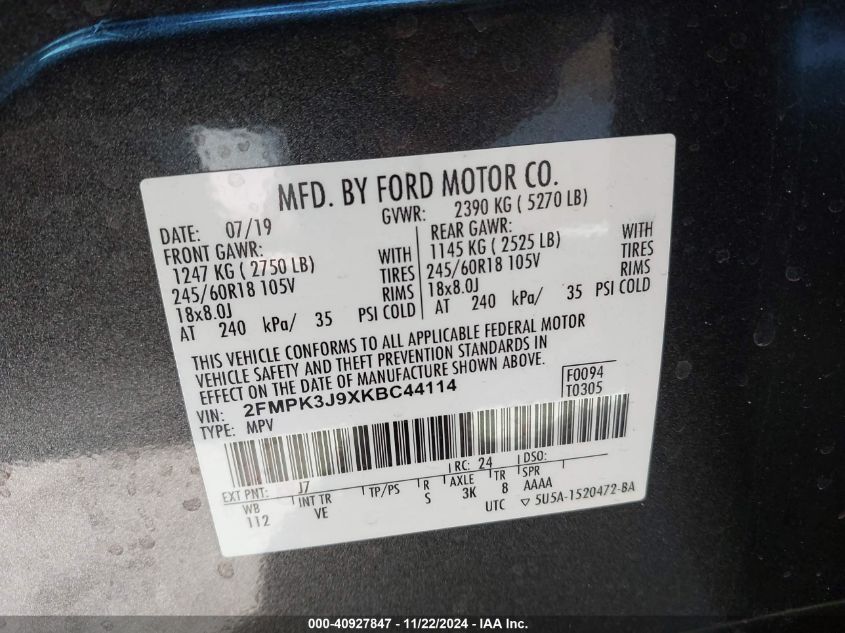 MFD. BY FORD MOTOR CO.
DATE: 07/19 GVWR: 2390 KG ( 5270 LB)
FRONT GAWR: REAR GAWR:
1247 KG ( 2750 LB) WITH 1145 KG ( 2525 LB) WITH
245/60R18 105V TIRES 245/60R18 105V TIRES
18x8.0J RIMS 18x8.0J RIMS
AT 240 kPa/ 35 PSI COLD AT 240 kPa/ 35 PSI COLD
THIS VEHICLE CONFORMS TO ALL APPLICABLE FEDERAL MOTOR
VEHICLE SAFETY AND THEFT PREVENTION STANDARDS IN
EFFECT ON THE DATE OF MANUFACTURE SHOWN ABOVE.
VIN: 2FMPK3J9XKBC44114 F0094
TYPE: MPV T0305
EXT PNT: J7 RC: 24 DSO:
WB INT TR TP/PS R AXLE TR SPR
112 VE S 3K 8 AAAA
UTC ▽ 5U5A-1520472-BA
000-40927847 - 11/22/2024 - IAA Inc.